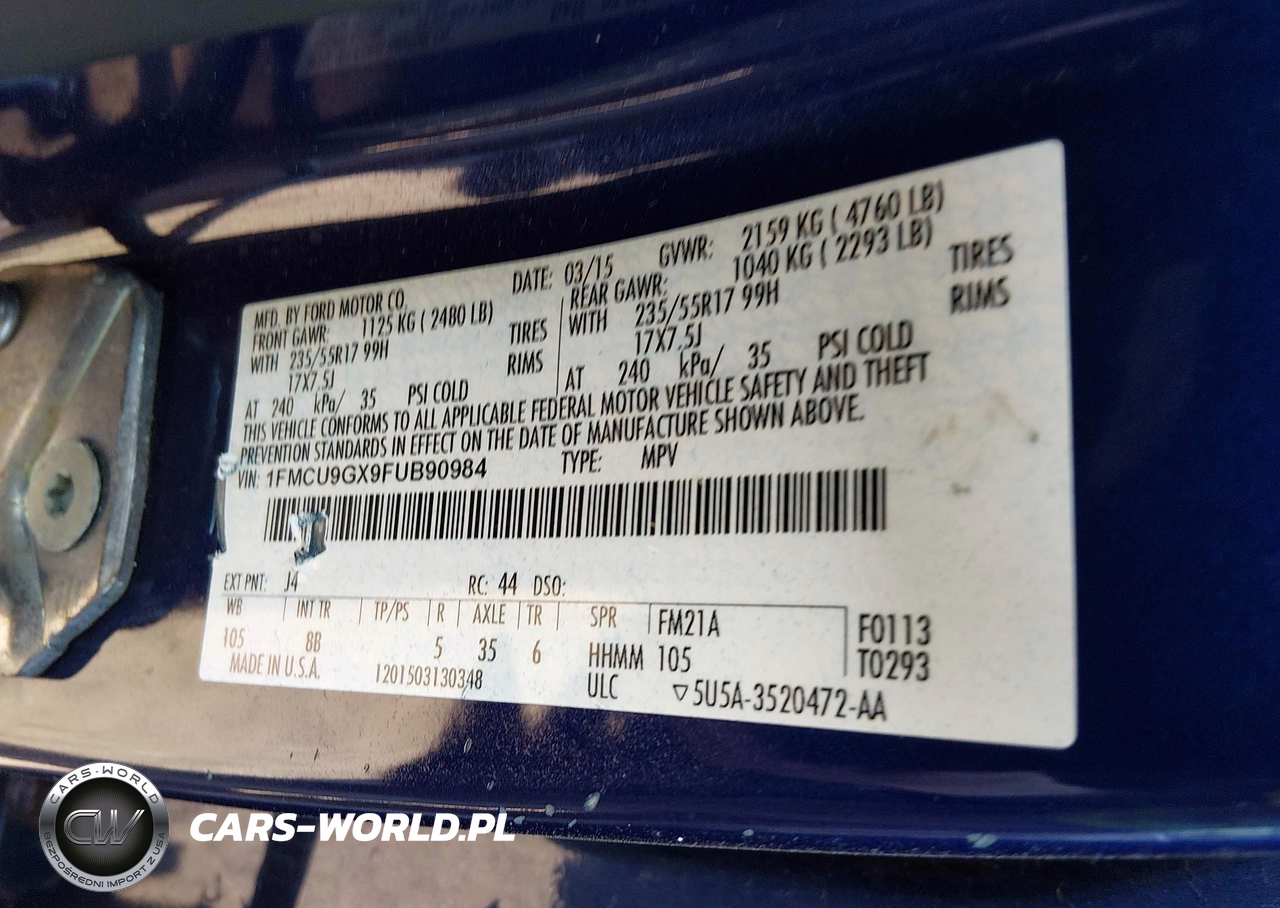 MFD. BY FORD MOTOR CO. DATE: 03/15 GVWR: 2159 KG ( 4760 LB)
FRONT GAWR: 1125 KG ( 2480 LB) REAR GAWR: 1040 KG ( 2293 LB)
WITH 235/55R17 99H TIRES WITH 235/55R17 99H TIRES
17X7.5J RIMS 17X7.5J RIMS
AT 240 kPa/ 35 PSI COLD AT 240 kPa/ 35 PSI COLD
THIS VEHICLE CONFORMS TO ALL APPLICABLE FEDERAL MOTOR VEHICLE SAFETY AND THEFT
PREVENTION STANDARDS IN EFFECT ON THE DATE OF MANUFACTURE SHOWN ABOVE.
VIN: 1FMCU9GX9FUB90984 TYPE: MPV
EXT PNT: J4 RC: 44 DSO:
WB INT TR TP/PS R AXLE TR SPR FM21A F0113
105 8B 5 35 6 HHMM 105 T0293
MADE IN U.S.A. 1201503130348 ULC ▽5U5A-3520472-AA
CARS-WORLD
CW
BEZPOŚREDNI IMPORT Z USA
CARS-WORLD.PL